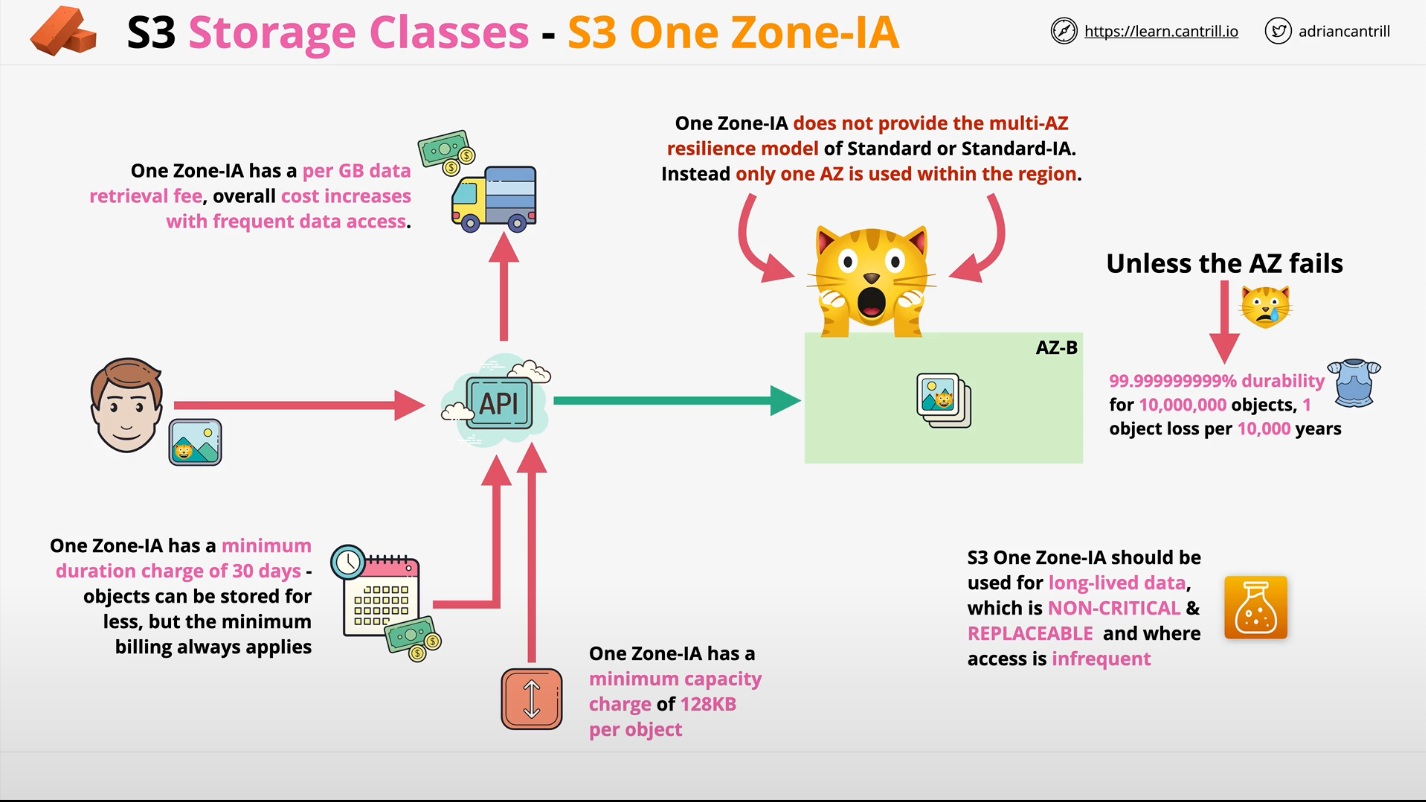 S3 Storage Classes - S3 One Zone-IA
https://learn.cantrill.io
adriancantrill
One Zone-IA has a per GB data
retrieval fee, overall cost increases
with frequent data access.
One Zone-IA does not provide the multi-AZ
resilience model of Standard or Standard-IA.
Instead only one AZ is used within the region.
Unless the AZ fails
API
AZ-B
99.999999999% durability
for 10,000,000 objects, 1
object loss per 10,000 years
One Zone-IA has a minimum
duration charge of 30 days -
objects can be stored for
less, but the minimum
billing always applies
One Zone-IA has a
minimum capacity
charge of 128KB
per object
S3 One Zone-IA should be
used for long-lived data,
which is NON-CRITICAL &
REPLACEABLE and where
access is infrequent